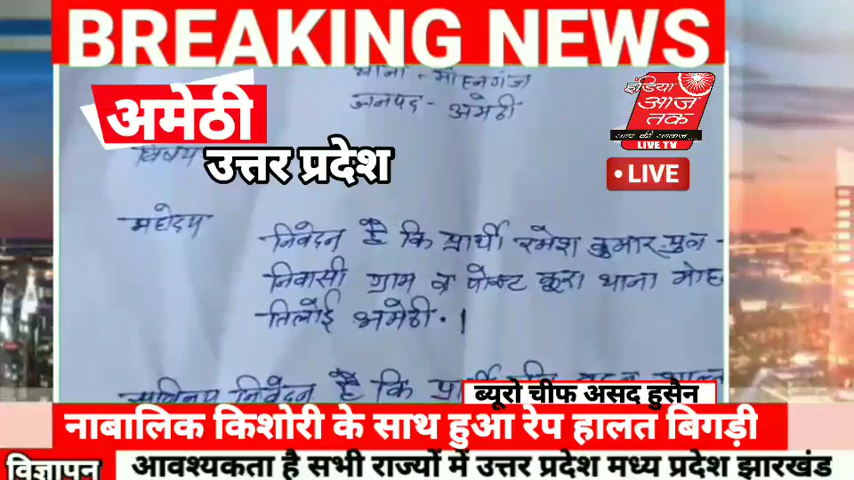 BREAKING NEWS
थाना - मोहनगंज
जनपद - अमेठी
अमेठी
इंडिया
आज
तक
LIVE TV
• LIVE
विषय
उत्तर प्रदेश
महोदय
निवेदन है कि प्रार्थी रमेश कुमार पुत्र -
निवासी ग्राम व पोस्ट कूरा थाना मोह
तिलोई अमेठी.।
सविनय निवेदन है कि
ब्यूरो चीफ असद हुसैन
नाबालिक किशोरी के साथ हुआ रेप हालत बिगड़ी
विज्ञापन
आवश्यकता है सभी राज्यों में उत्तर प्रदेश मध्य प्रदेश झारखंड